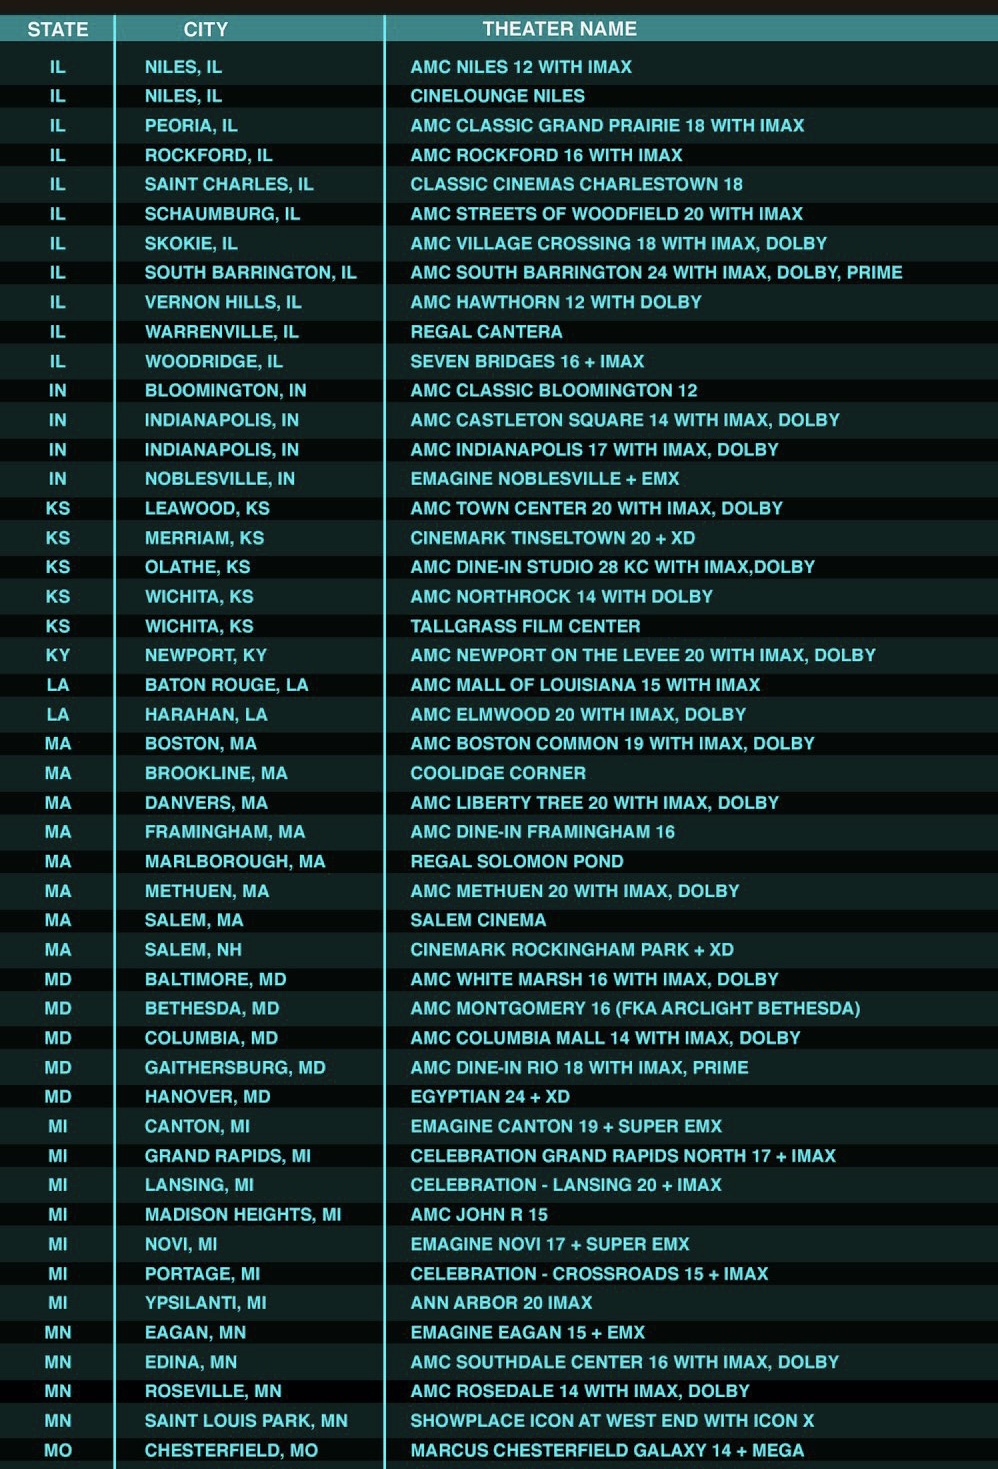 STATE CITY THEATER NAME
IL NILES, IL AMC NILES 12 WITH IMAX
IL NILES, IL CINELOUNGE NILES
IL PEORIA, IL AMC CLASSIC GRAND PRAIRIE 18 WITH IMAX
IL ROCKFORD, IL AMC ROCKFORD 16 WITH IMAX
IL SAINT CHARLES, IL CLASSIC CINEMAS CHARLESTOWN 18
IL SCHAUMBURG, IL AMC STREETS OF WOODFIELD 20 WITH IMAX
IL SKOKIE, IL AMC VILLAGE CROSSING 18 WITH IMAX, DOLBY
IL SOUTH BARRINGTON, IL AMC SOUTH BARRINGTON 24 WITH IMAX, DOLBY, PRIME
IL VERNON HILLS, IL AMC HAWTHORN 12 WITH DOLBY
IL WARRENVILLE, IL REGAL CANTERA
IL WOODRIDGE, IL SEVEN BRIDGES 16 + IMAX
IN BLOOMINGTON, IN AMC CLASSIC BLOOMINGTON 12
IN INDIANAPOLIS, IN AMC CASTLETON SQUARE 14 WITH IMAX, DOLBY
IN INDIANAPOLIS, IN AMC INDIANAPOLIS 17 WITH IMAX, DOLBY
IN NOBLESVILLE, IN EMAGINE NOBLESVILLE + EMX
KS LEAWOOD, KS AMC TOWN CENTER 20 WITH IMAX, DOLBY
KS MERRIAM, KS CINEMARK TINSELTOWN 20 + XD
KS OLATHE, KS AMC DINE-IN STUDIO 28 KC WITH IMAX,DOLBY
KS WICHITA, KS AMC NORTHROCK 14 WITH DOLBY
KS WICHITA, KS TALLGRASS FILM CENTER
KY NEWPORT, KY AMC NEWPORT ON THE LEVEE 20 WITH IMAX, DOLBY
LA BATON ROUGE, LA AMC MALL OF LOUISIANA 15 WITH IMAX
LA HARAHAN, LA AMC ELMWOOD 20 WITH IMAX, DOLBY
MA BOSTON, MA AMC BOSTON COMMON 19 WITH IMAX, DOLBY
MA BROOKLINE, MA COOLIDGE CORNER
MA DANVERS, MA AMC LIBERTY TREE 20 WITH IMAX, DOLBY
MA FRAMINGHAM, MA AMC DINE-IN FRAMINGHAM 16
MA MARLBOROUGH, MA REGAL SOLOMON POND
MA METHUEN, MA AMC METHUEN 20 WITH IMAX, DOLBY
MA SALEM, MA SALEM CINEMA
MA SALEM, NH CINEMARK ROCKINGHAM PARK + XD
MD BALTIMORE, MD AMC WHITE MARSH 16 WITH IMAX, DOLBY
MD BETHESDA, MD AMC MONTGOMERY 16 (FKA ARCLIGHT BETHESDA)
MD COLUMBIA, MD AMC COLUMBIA MALL 14 WITH IMAX, DOLBY
MD GAITHERSBURG, MD AMC DINE-IN RIO 18 WITH IMAX, PRIME
MD HANOVER, MD EGYPTIAN 24 + XD
MI CANTON, MI EMAGINE CANTON 19 + SUPER EMX
MI GRAND RAPIDS, MI CELEBRATION GRAND RAPIDS NORTH 17 + IMAX
MI LANSING, MI CELEBRATION - LANSING 20 + IMAX
MI MADISON HEIGHTS, MI AMC JOHN R 15
MI NOVI, MI EMAGINE NOVI 17 + SUPER EMX
MI PORTAGE, MI CELEBRATION - CROSSROADS 15 + IMAX
MI YPSILANTI, MI ANN ARBOR 20 IMAX
MN EAGAN, MN EMAGINE EAGAN 15 + EMX
MN EDINA, MN AMC SOUTHDALE CENTER 16 WITH IMAX, DOLBY
MN ROSEVILLE, MN AMC ROSEDALE 14 WITH IMAX, DOLBY
MN SAINT LOUIS PARK, MN SHOWPLACE ICON AT WEST END WITH ICON X
MO CHESTERFIELD, MO MARCUS CHESTERFIELD GALAXY 14 + MEGA